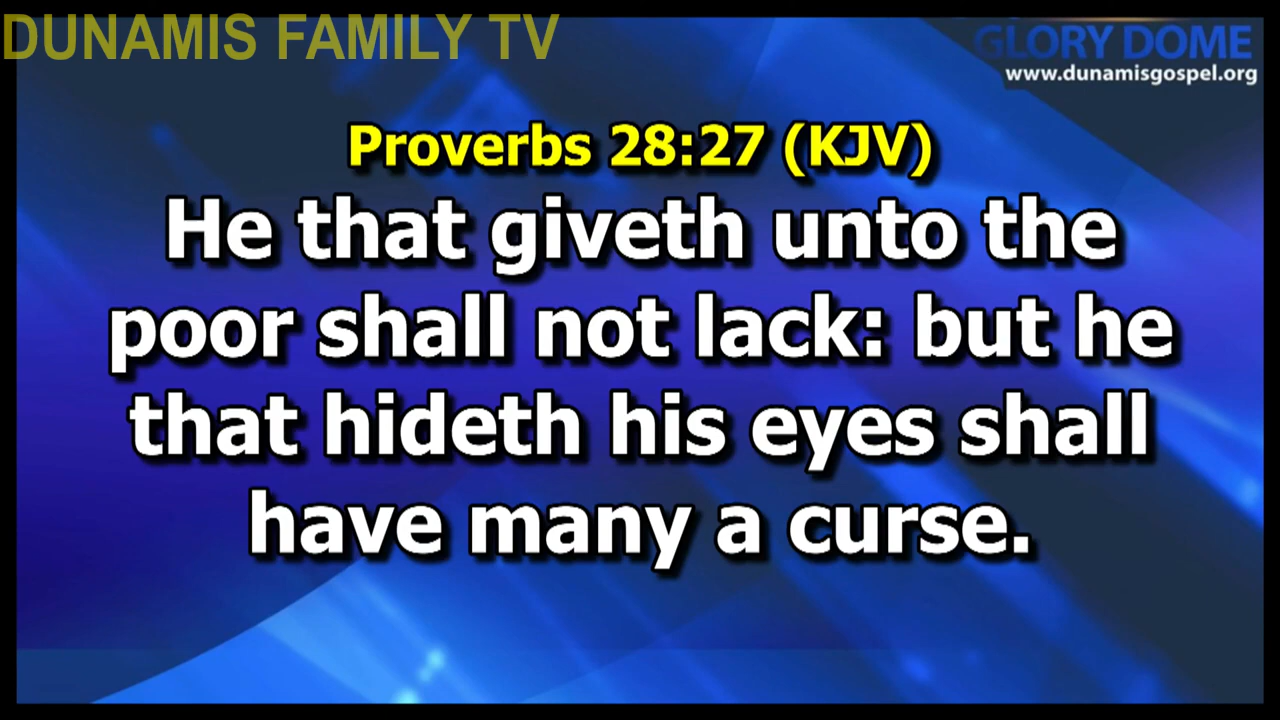 DUNAMIS FAMILY TV
GLORY DOME
www.dunamisgospel.org
Proverbs 28:27 (KJV)
He that giveth unto the
poor shall not lack: but he
that hideth his eyes shall
have many a curse.